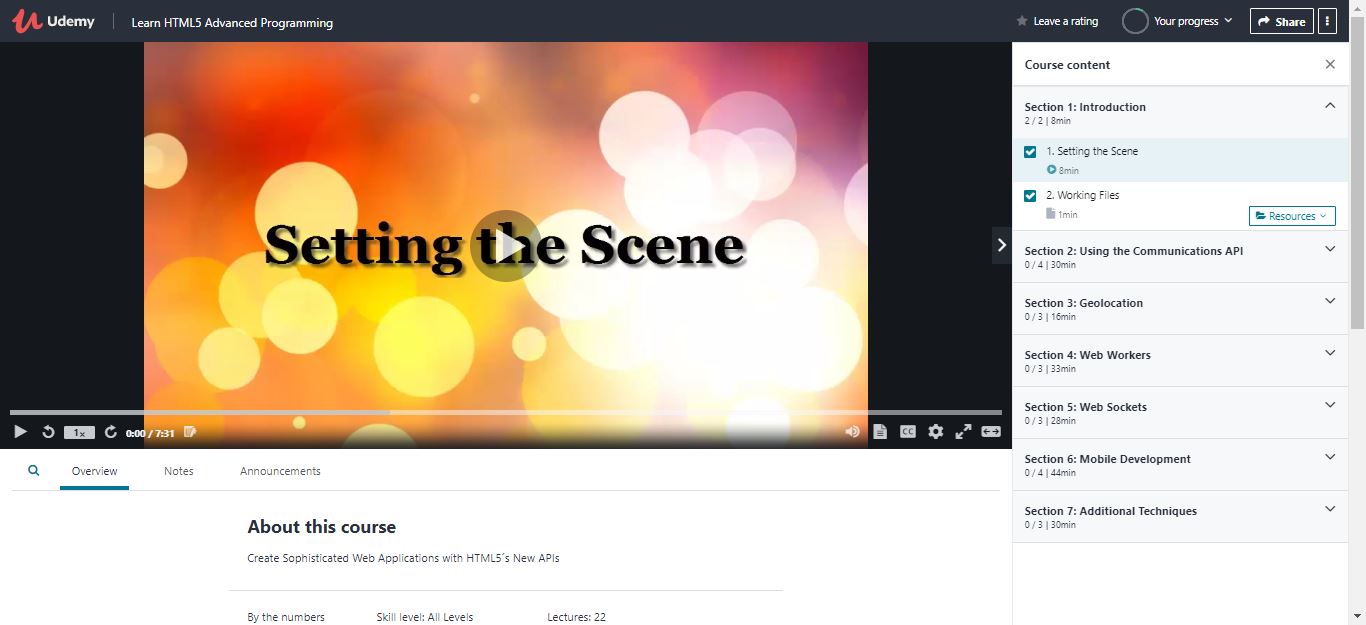 Udemy
Learn HTML5 Advanced Programming
Leave a rating
Your progress
Share
Setting the Scene
1x
0:00 / 7:31
CC
Overview
Notes
Announcements
About this course
Create Sophisticated Web Applications with HTML5´s New APIs
By the numbers
Skill level: All Levels
Lectures: 22
Course content
Section 1: Introduction
2 / 2 | 8min
1. Setting the Scene
8min
2. Working Files
1min
Resources
Section 2: Using the Communications API
0 / 4 | 30min
Section 3: Geolocation
0 / 3 | 16min
Section 4: Web Workers
0 / 3 | 33min
Section 5: Web Sockets
0 / 3 | 28min
Section 6: Mobile Development
0 / 4 | 44min
Section 7: Additional Techniques
0 / 3 | 30min